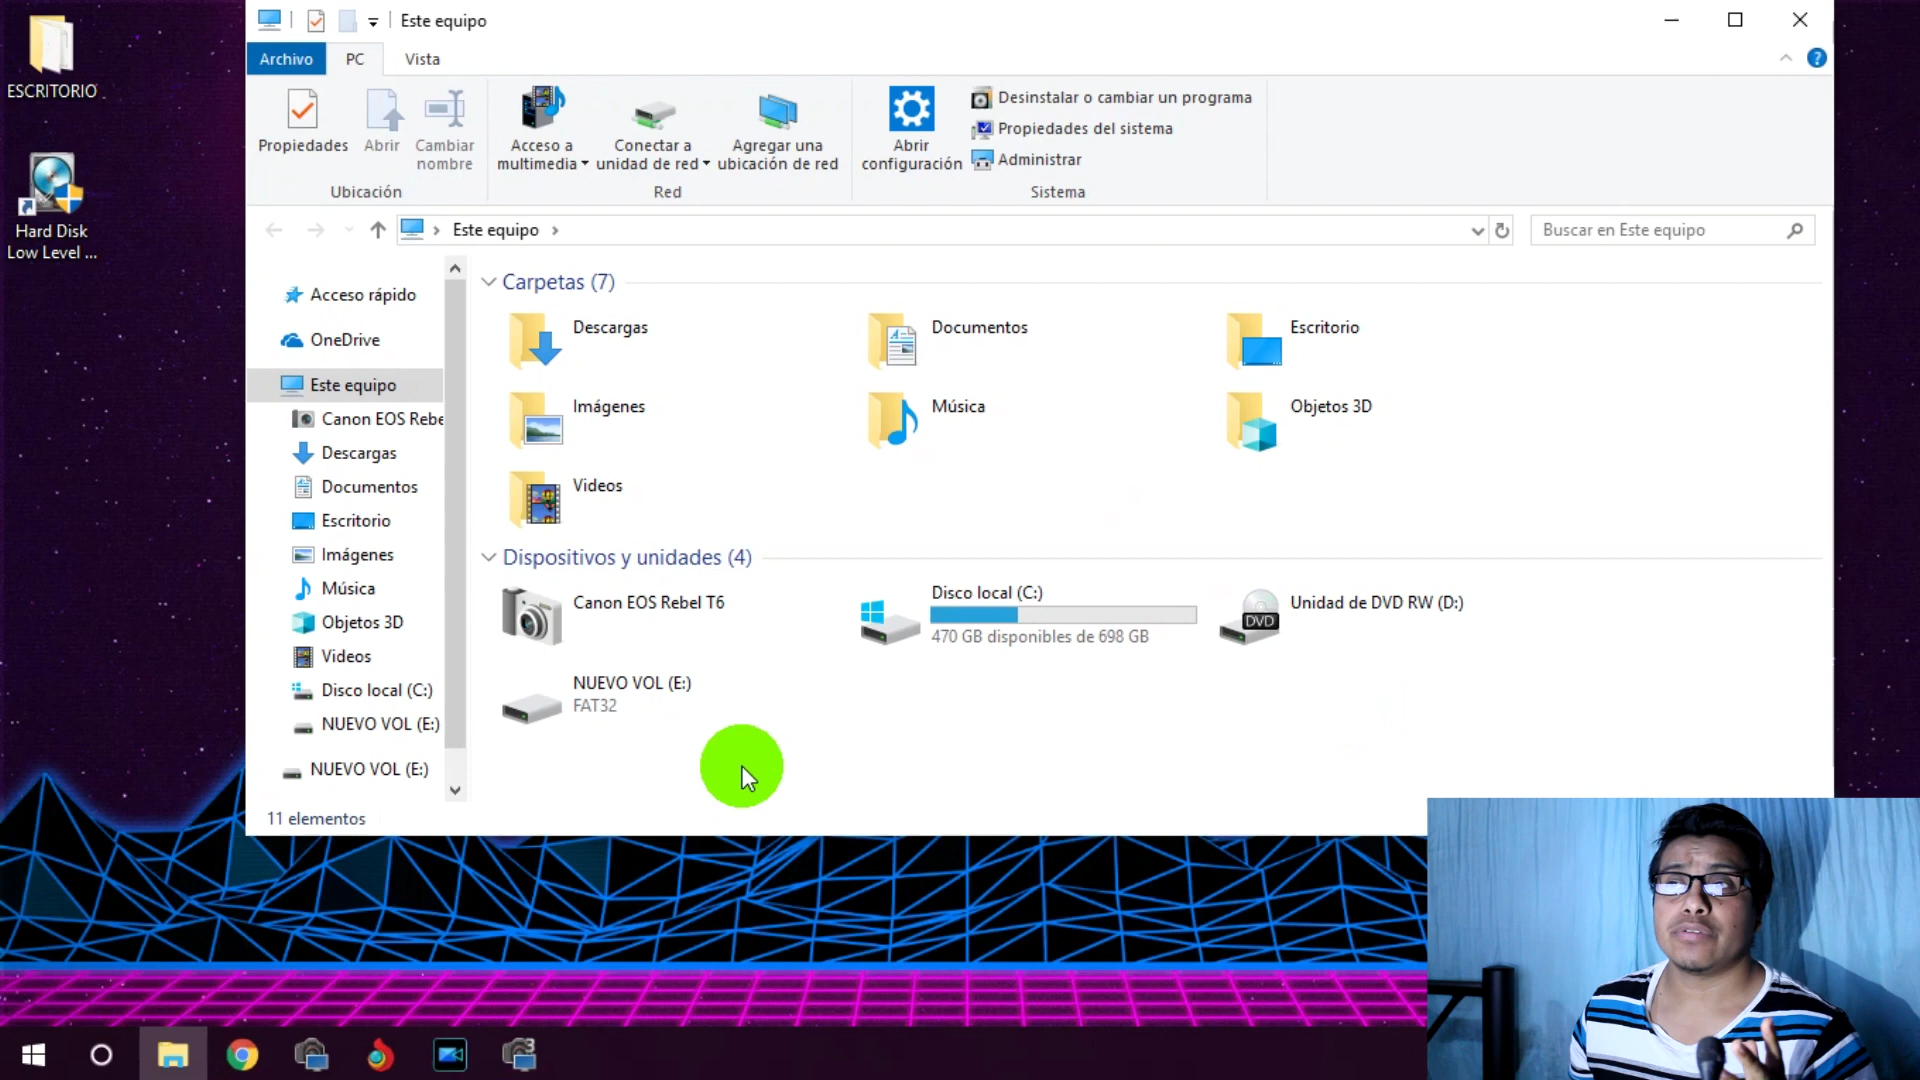 ESCRITORIO
Hard Disk
Low Level ...
Este equipo
Archivo
PC
Vista
Propiedades
Abrir
Cambiar
nombre
Ubicación
Acceso a
multimedia
Conectar a
unidad de red
Agregar una
ubicación de red
Red
Abrir
configuración
Desinstalar o cambiar un programa
Propiedades del sistema
Administrar
Sistema
Este equipo
Buscar en Este equipo
Acceso rápido
OneDrive
Este equipo
Canon EOS Rebe
Descargas
Documentos
Escritorio
Imágenes
Música
Objetos 3D
Videos
Disco local (C:)
NUEVO VOL (E:)
NUEVO VOL (E:)
Carpetas (7)
Descargas
Documentos
Escritorio
Imágenes
Música
Objetos 3D
Videos
Dispositivos y unidades (4)
Canon EOS Rebel T6
Disco local (C:)
470 GB disponibles de 698 GB
DVD
Unidad de DVD RW (D:)
NUEVO VOL (E:)
FAT32
11 elementos
3